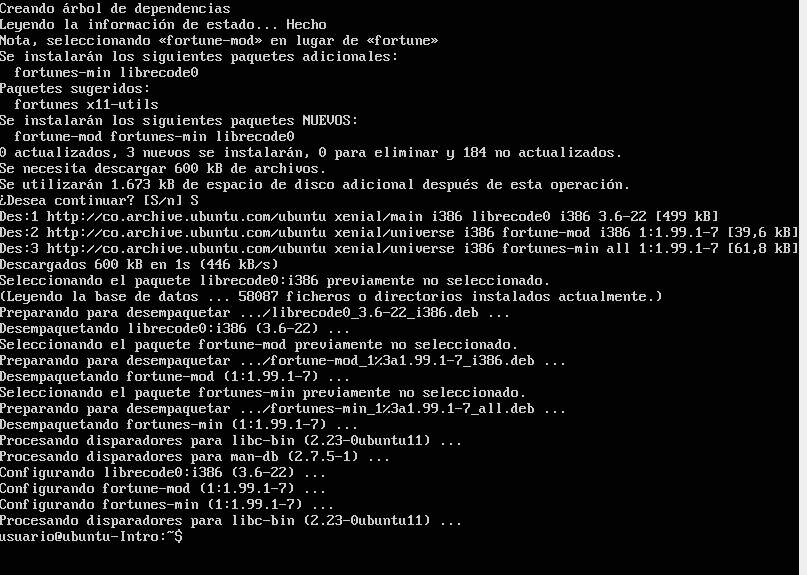 Creando árbol de dependencias
Leyendo la información de estado... Hecho
Nota, seleccionando «fortune-mod» en lugar de «fortune»
Se instalarán los siguientes paquetes adicionales:
  fortunes-min librecode0
Paquetes sugeridos:
  fortunes x11-utils
Se instalarán los siguientes paquetes NUEVOS:
  fortune-mod fortunes-min librecode0
0 actualizados, 3 nuevos se instalarán, 0 para eliminar y 184 no actualizados.
Se necesita descargar 600 kB de archivos.
Se utilizarán 1.673 kB de espacio de disco adicional después de esta operación.
¿Desea continuar? [S/n] S
Des:1 http://co.archive.ubuntu.com/ubuntu xenial/main i386 librecode0 i386 3.6-22 [499 kB]
Des:2 http://co.archive.ubuntu.com/ubuntu xenial/universe i386 fortune-mod i386 1:1.99.1-7 [39,6 kB]
Des:3 http://co.archive.ubuntu.com/ubuntu xenial/universe i386 fortunes-min all 1:1.99.1-7 [61,8 kB]
Descargados 600 kB en 1s (446 kB/s)
Seleccionando el paquete librecode0:i386 previamente no seleccionado.
(Leyendo la base de datos ... 58087 ficheros o directorios instalados actualmente.)
Preparando para desempaquetar .../librecode0_3.6-22_i386.deb ...
Desempaquetando librecode0:i386 (3.6-22) ...
Seleccionando el paquete fortune-mod previamente no seleccionado.
Preparando para desempaquetar .../fortune-mod_1%3a1.99.1-7_i386.deb ...
Desempaquetando fortune-mod (1:1.99.1-7) ...
Seleccionando el paquete fortunes-min previamente no seleccionado.
Preparando para desempaquetar .../fortunes-min_1%3a1.99.1-7_all.deb ...
Desempaquetando fortunes-min (1:1.99.1-7) ...
Procesando disparadores para libc-bin (2.23-0ubuntu11) ...
Procesando disparadores para man-db (2.7.5-1) ...
Configurando librecode0:i386 (3.6-22) ...
Configurando fortune-mod (1:1.99.1-7) ...
Configurando fortunes-min (1:1.99.1-7) ...
Procesando disparadores para libc-bin (2.23-0ubuntu11) ...
usuario@ubuntu-Intro:~$